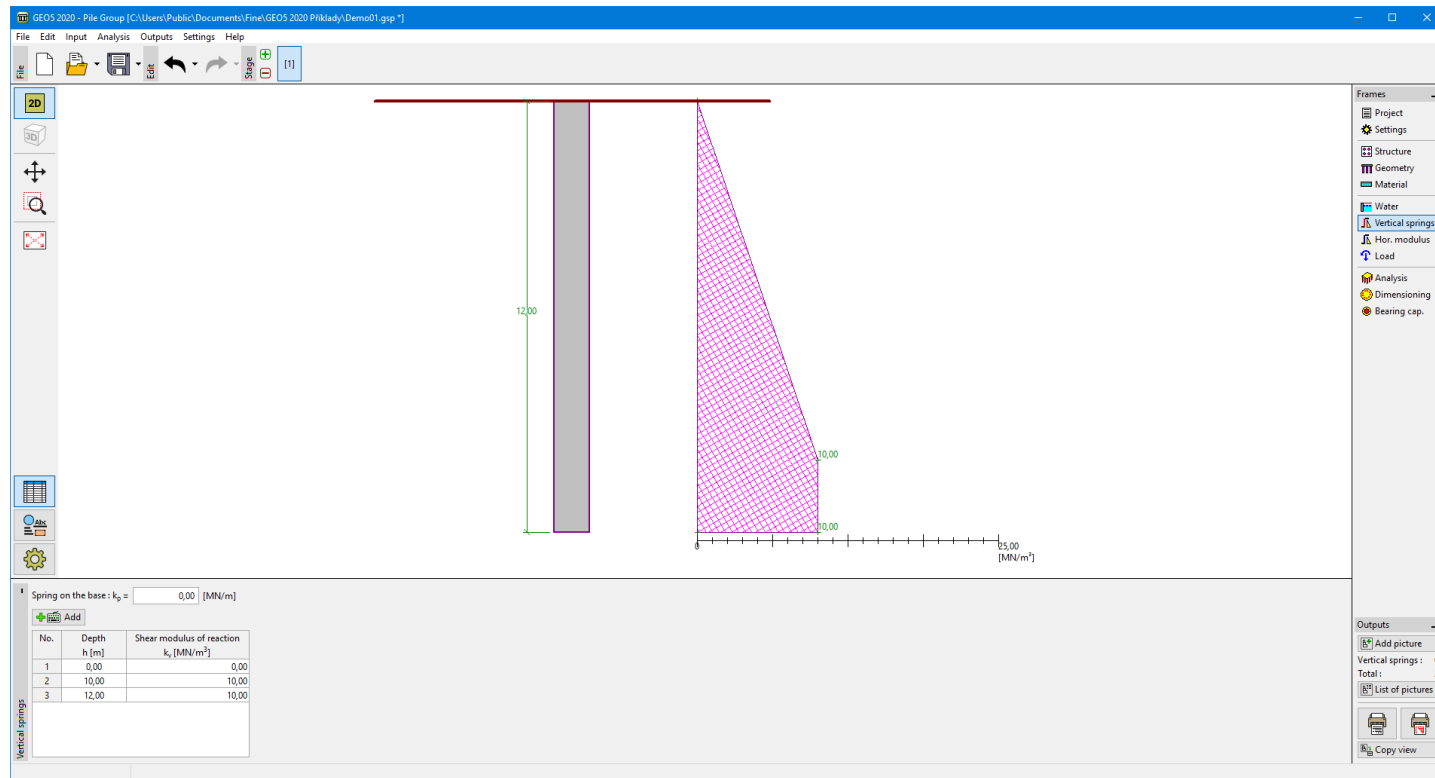 GEO5 2020 - Pile Group [C:\Users\Public\Documents\Fine\GEO5 2020 Příklady\Demo01.gsp *]
File Edit Input Analysis Outputs Settings Help
File
Edit
Stage
[1]
2D
3D
12,00
10,00
10,00
0
25,00
[MN/m³]
Abc
Frames
Project
Settings
Structure
Geometry
Material
Water
Vertical springs
Hor. modulus
Load
Analysis
Dimensioning
Bearing cap.
Vertical springs
Spring on the base : kp = 0,00 [MN/m]
Add
No. Depth Shear modulus of reaction
h [m] kv [MN/m³]
1 0,00 0,00
2 10,00 10,00
3 12,00 10,00
Outputs
Add picture
Vertical springs :
Total :
List of pictures
Copy view